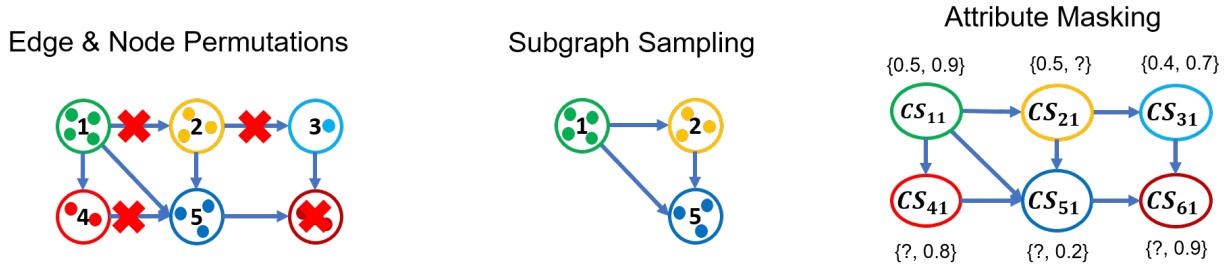 Edge & Node Permutations
1 2 3
4 5
Subgraph Sampling
1 2
5
Attribute Masking
{0.5, 0.9} {0.5, ?} {0.4, 0.7}
CS11 CS21 CS31
CS41 CS51 CS61
{?, 0.8} {?, 0.2} {?, 0.9}